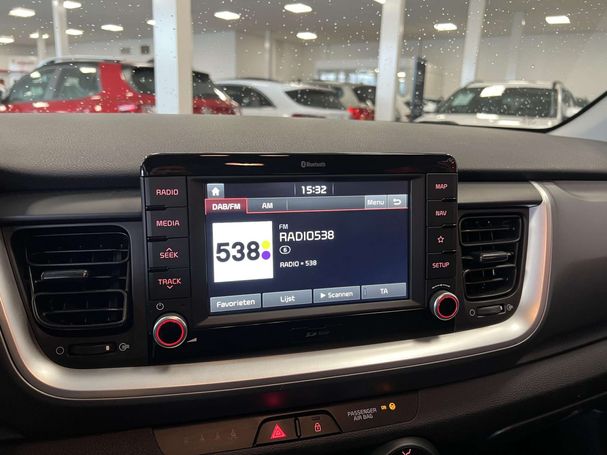 Bluetooth
RADIO
MEDIA
SEEK
TRACK
15:32
DAB/FM AM Menu
FM
RADIO538
6
RADIO • 538
538
Favorieten Lijst Scannen TA
MAP
NAV
SETUP
PASSENGER
AIR BAG